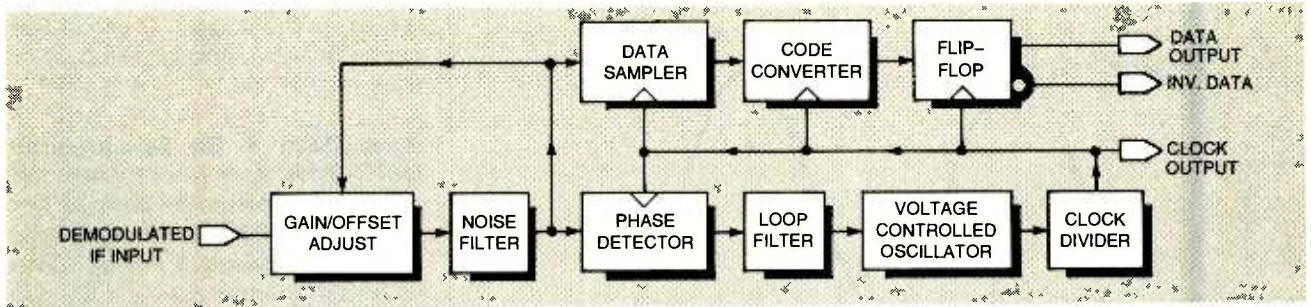 DATA
SAMPLER
CODE
CONVERTER
FLIP-
FLOP
DATA
OUTPUT
INV. DATA
CLOCK
OUTPUT
DEMODULATED
IF INPUT
GAIN/OFFSET
ADJUST
NOISE
FILTER
PHASE
DETECTOR
LOOP
FILTER
VOLTAGE
CONTROLLED
OSCILLATOR
CLOCK
DIVIDER